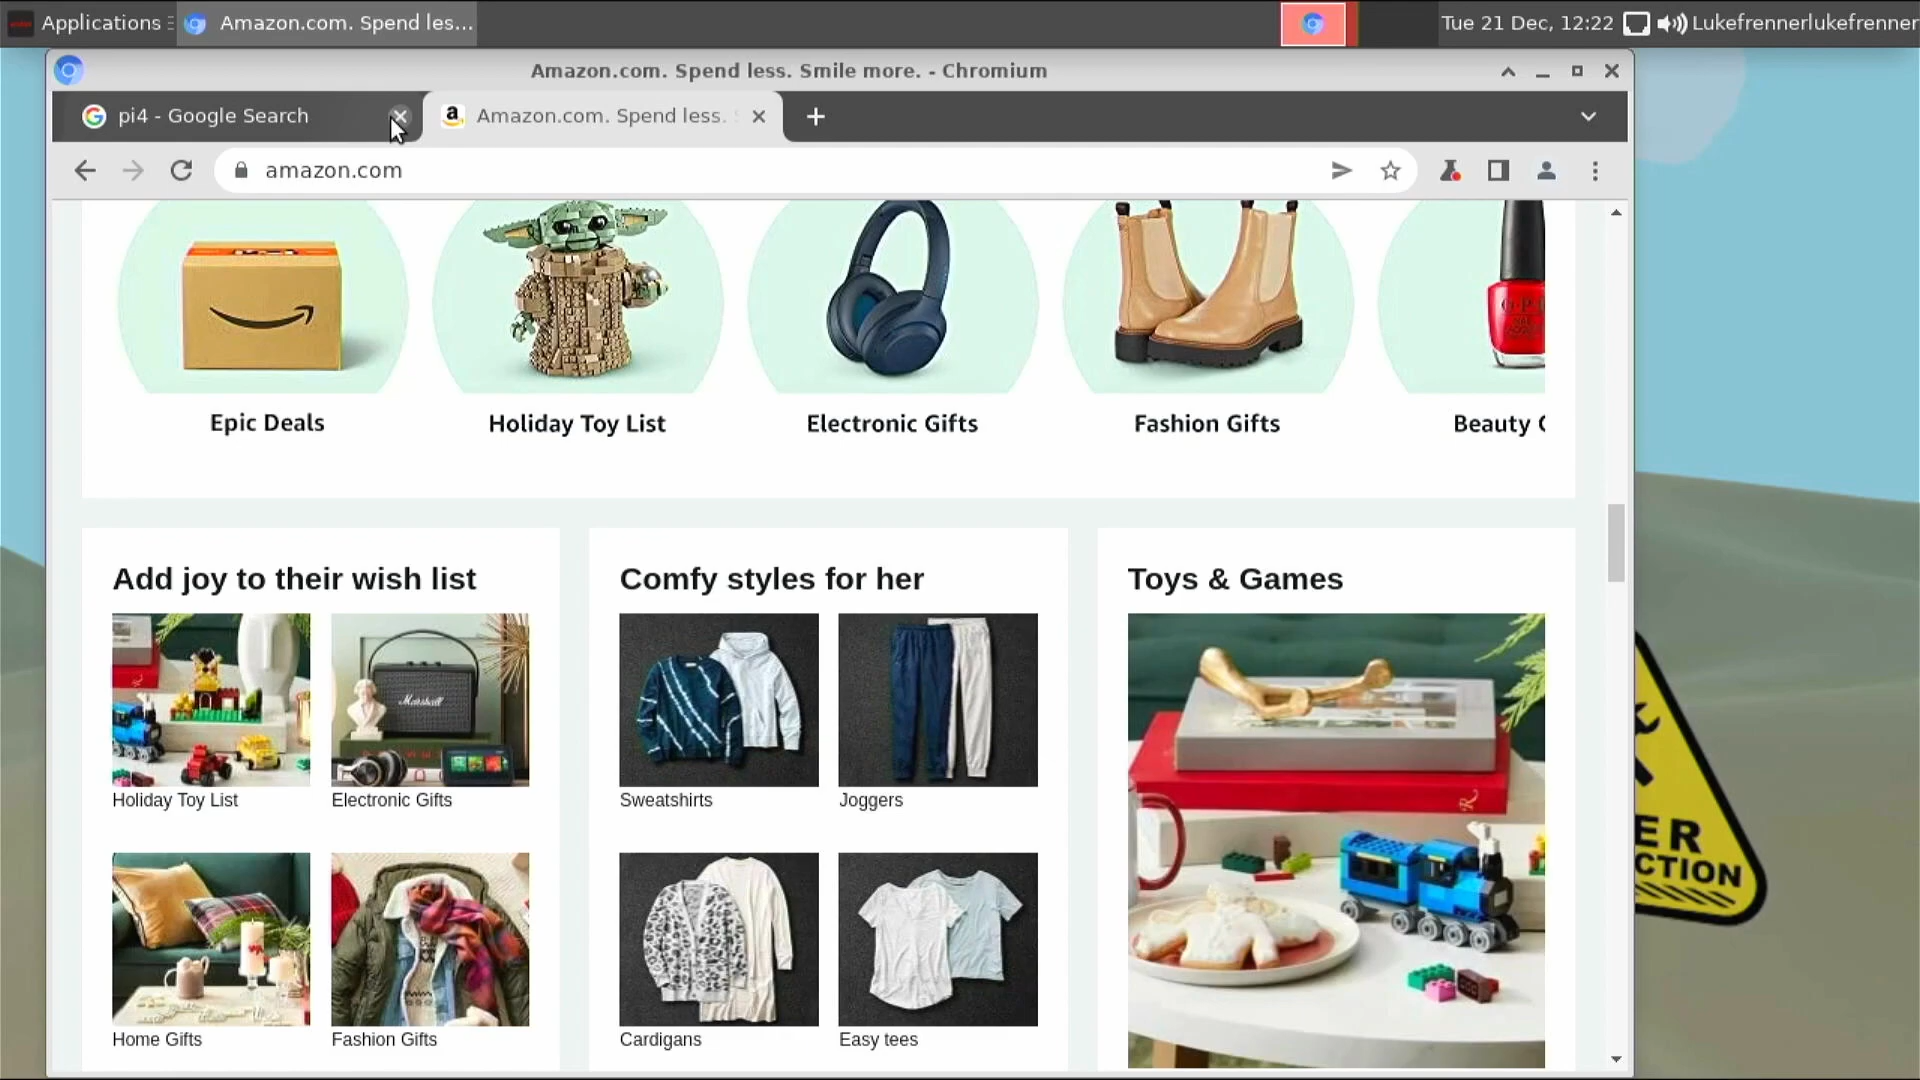 Applications
Amazon.com. Spend les...
Tue 21 Dec, 12:22
Lukefrennerlukefrenner
Amazon.com. Spend less. Smile more. - Chromium
pi4 - Google Search
Amazon.com. Spend less.
amazon.com
Epic Deals
Holiday Toy List
Electronic Gifts
Fashion Gifts
Beauty
O·P·I
Add joy to their wish list
Comfy styles for her
Toys & Games
Marshall
Holiday Toy List
Electronic Gifts
Sweatshirts
Joggers
ER
CTION
Home Gifts
Fashion Gifts
Cardigans
Easy tees